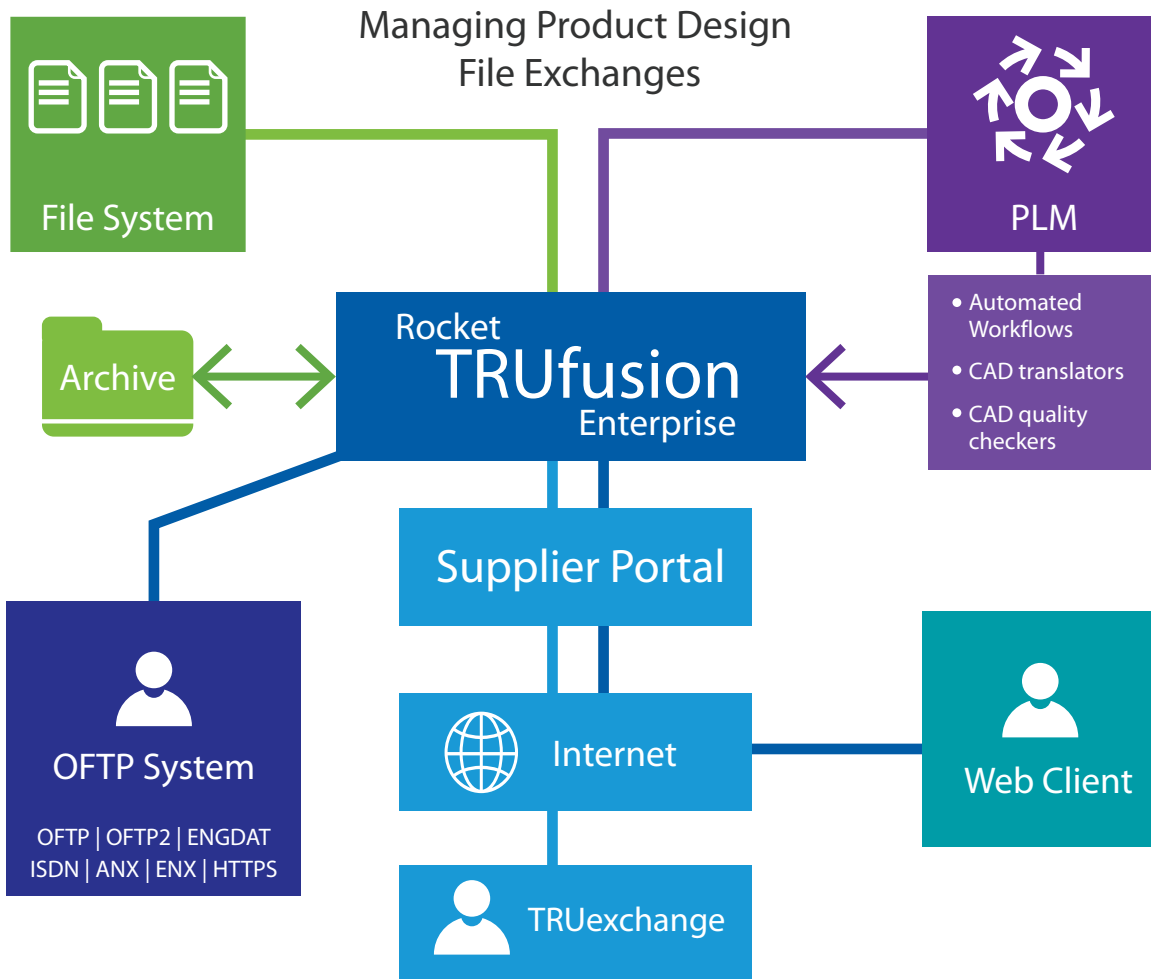 Managing Product Design
File Exchanges
File System
PLM
• Automated
Workflows
• CAD translators
• CAD quality
checkers
Archive
Rocket
TRUfusion
Enterprise
Supplier Portal
OFTP System
OFTP | OFTP2 | ENGDAT
ISDN | ANX | ENX | HTTPS
Internet
Web Client
TRUexchange